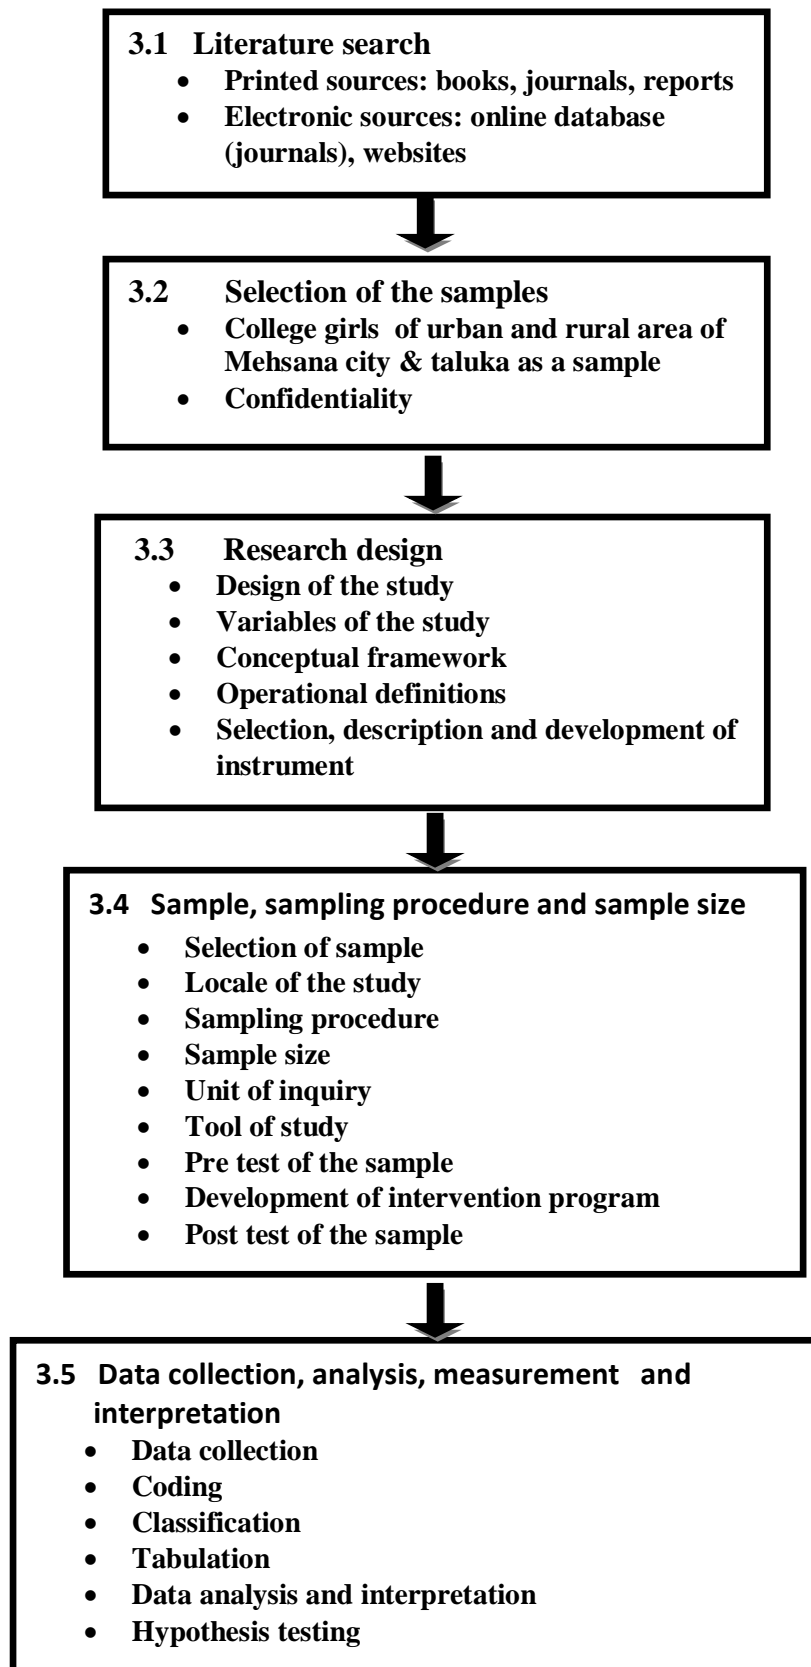 3.1 Literature search
• Printed sources: books, journals, reports
• Electronic sources: online database
(journals), websites
3.2 Selection of the samples
• College girls of urban and rural area of
Mehsana city & taluka as a sample
• Confidentiality
3.3 Research design
• Design of the study
• Variables of the study
• Conceptual framework
• Operational definitions
• Selection, description and development of
instrument
3.4 Sample, sampling procedure and sample size
• Selection of sample
• Locale of the study
• Sampling procedure
• Sample size
• Unit of inquiry
• Tool of study
• Pre test of the sample
• Development of intervention program
• Post test of the sample
3.5 Data collection, analysis, measurement and
interpretation
• Data collection
• Coding
• Classification
• Tabulation
• Data analysis and interpretation
• Hypothesis testing